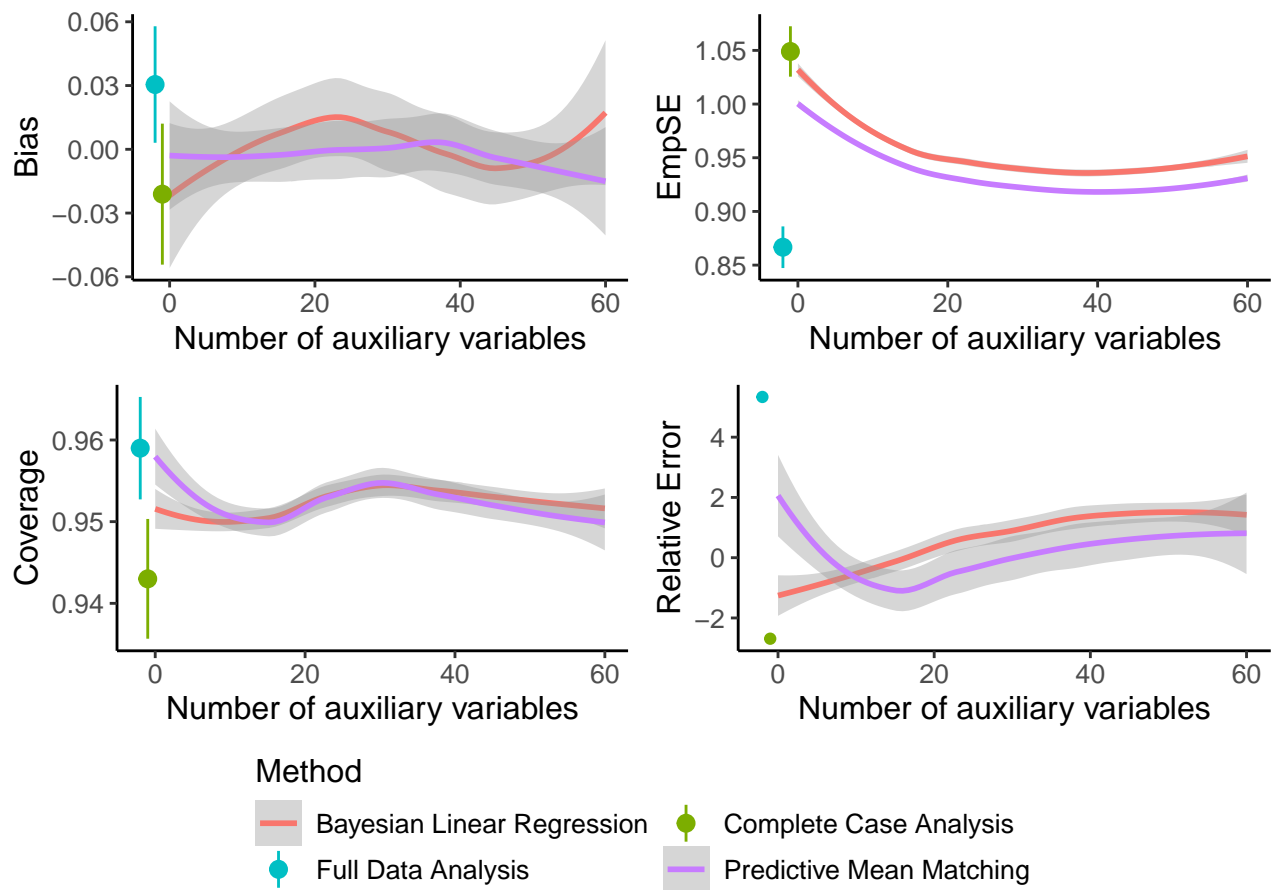 Bias
0.06
0.03
0.00
−0.03
−0.06
0 20 40 60
Number of auxiliary variables
EmpSE
1.05
1.00
0.95
0.90
0.85
0 20 40 60
Number of auxiliary variables
Coverage
0.96
0.95
0.94
0 20 40 60
Number of auxiliary variables
Relative Error
4
2
0
−2
0 20 40 60
Number of auxiliary variables
Method
Bayesian Linear Regression
Complete Case Analysis
Full Data Analysis
Predictive Mean Matching